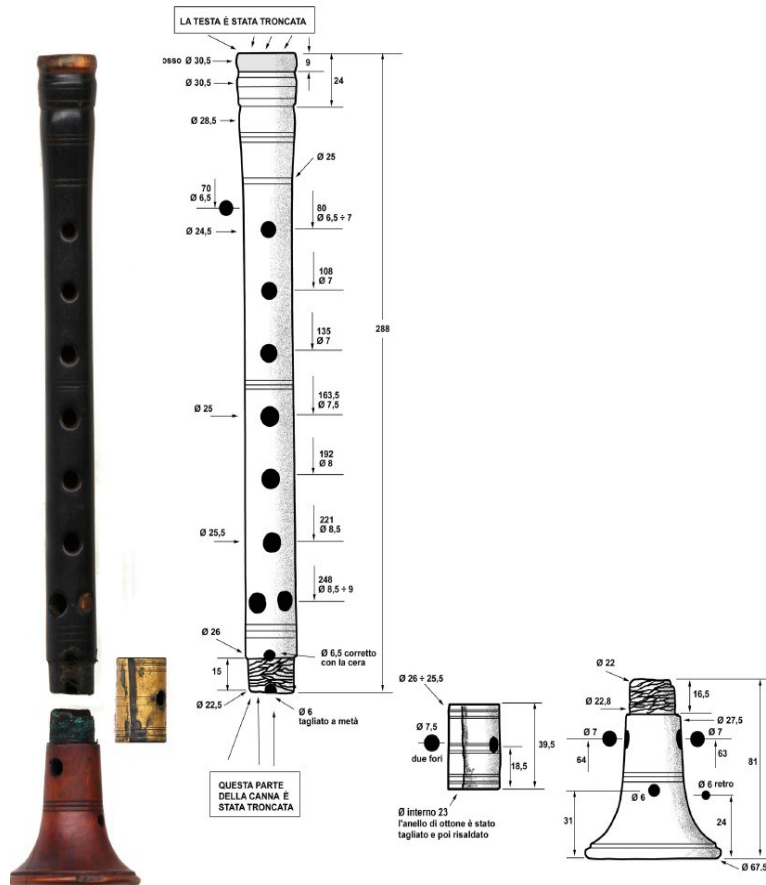 LA TESTA È STATA TRONCATA
osso Ø 30,5
9
24
Ø 30,5
Ø 28,5
Ø 25
70
Ø 6,5
80
Ø 6,5 ÷ 7
Ø 24,5
108
Ø 7
288
135
Ø 7
163,5
Ø 7,5
Ø 25
192
Ø 8
221
Ø 8,5
Ø 25,5
248
Ø 8,5 ÷ 9
Ø 26
Ø 6,5 corretto
con la cera
15
Ø 22,5
Ø 6
tagliato a metà
QUESTA PARTE
DELLA CANNA È
STATA TRONCATA
Ø 26 ÷ 25,5
Ø 7,5
due fori
39,5
18,5
Ø interno 23
l'anello di ottone è stato
tagliato e poi risaldato
Ø 22
16,5
Ø 22,8
Ø 27,5
Ø 7
Ø 7
64
63
81
Ø 6
Ø 6 retro
31
24
Ø 67,5